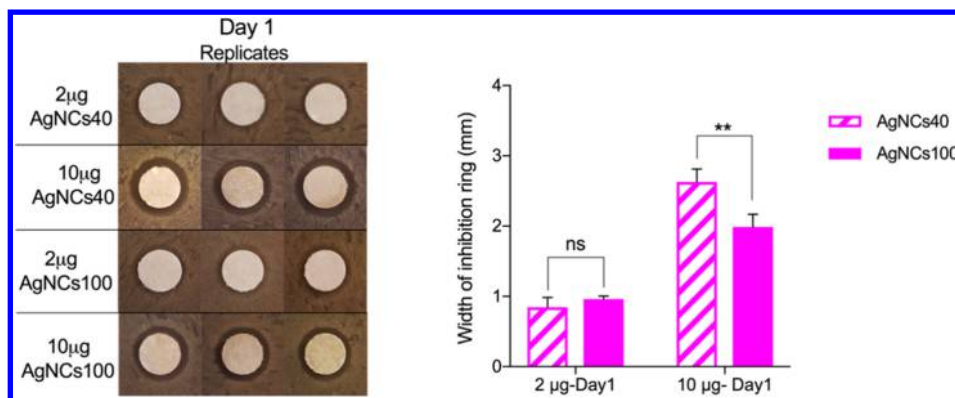 Day 1
Replicates
2μg
AgNCs40
10μg
AgNCs40
2μg
AgNCs100
10μg
AgNCs100
Width of inhibition ring (mm)
4
3
2
1
0
ns
**
2 μg-Day1
10 μg- Day1
AgNCs40
AgNCs100